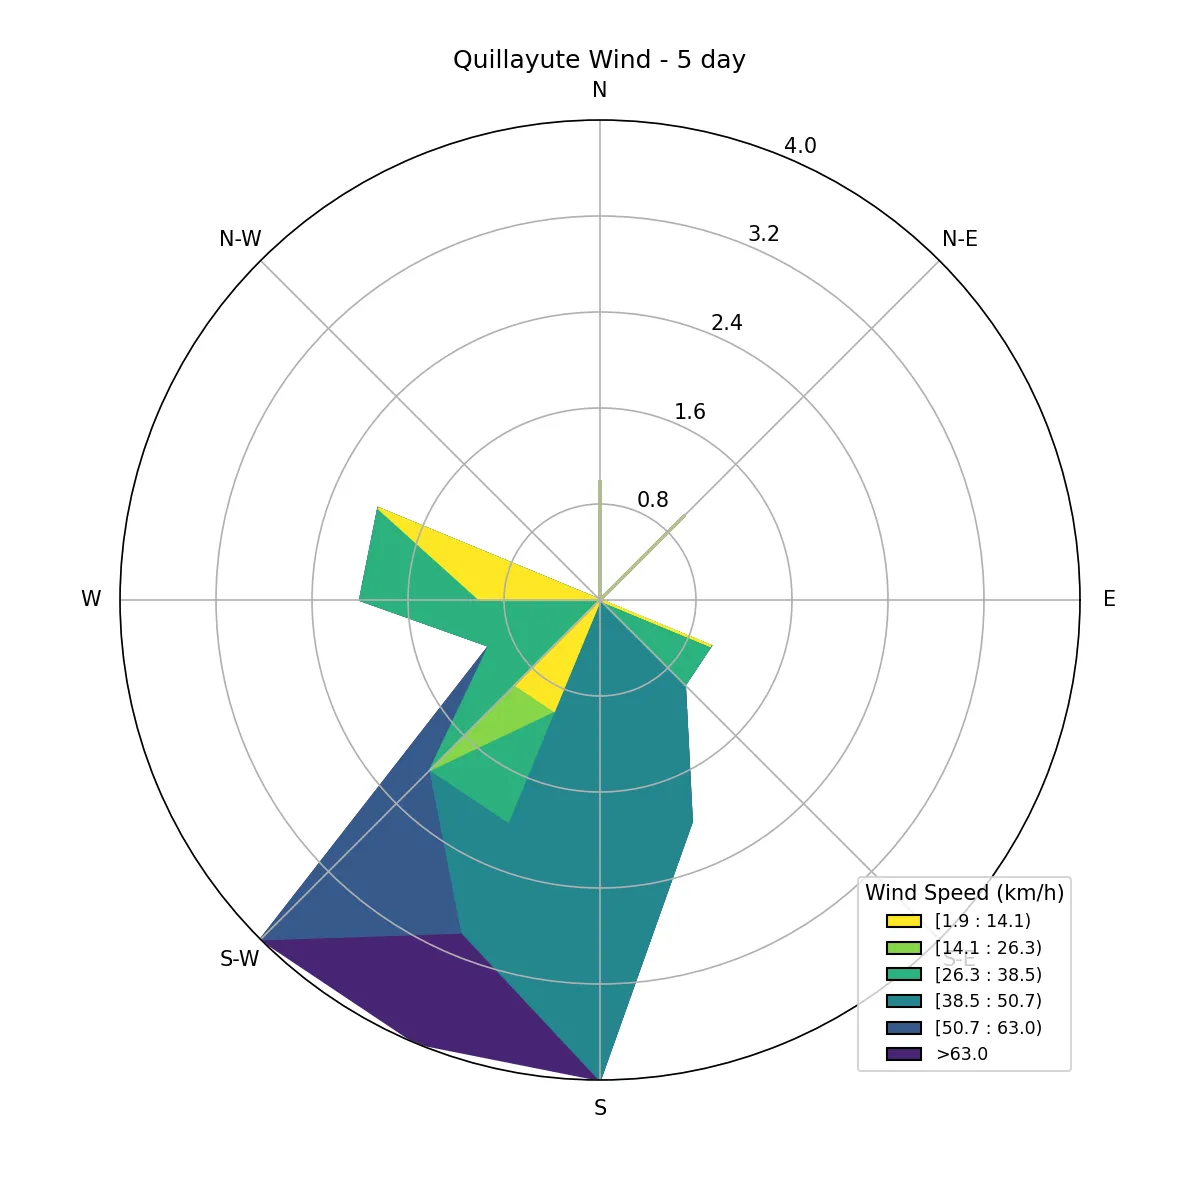 Quillayute Wind - 5 day
N
4.0
N-W
3.2
N-E
2.4
1.6
0.8
W
E
Wind Speed (km/h)
[1.9 : 14.1)
[14.1 : 26.3)
S-W
S-E
[26.3 : 38.5)
[38.5 : 50.7)
[50.7 : 63.0)
>63.0
S